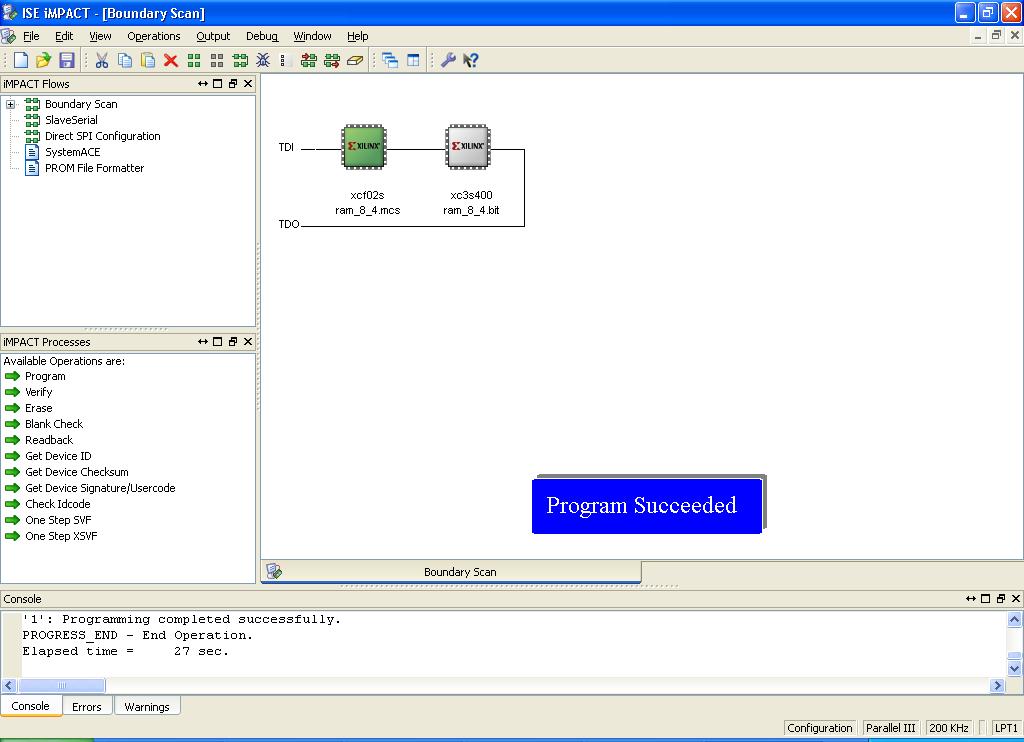 ISE iMPACT - [Boundary Scan]
File Edit View Operations Output Debug Window Help
iMPACT Flows
Boundary Scan
SlaveSerial
Direct SPI Configuration
SystemACE
PROM File Formatter
iMPACT Processes
Available Operations are:
Program
Verify
Erase
Blank Check
Readback
Get Device ID
Get Device Checksum
Get Device Signature/Usercode
Check Idcode
One Step SVF
One Step XSVF
TDI
XILINX XILINX
xcf02s xc3s400
ram_8_4.mcs ram_8_4.bit
TDO
Program Succeeded
Boundary Scan
Console
'1': Programming completed successfully.
PROGRESS_END - End Operation.
Elapsed time = 27 sec.
Console Errors Warnings
Configuration Parallel III 200 KHz LPT1